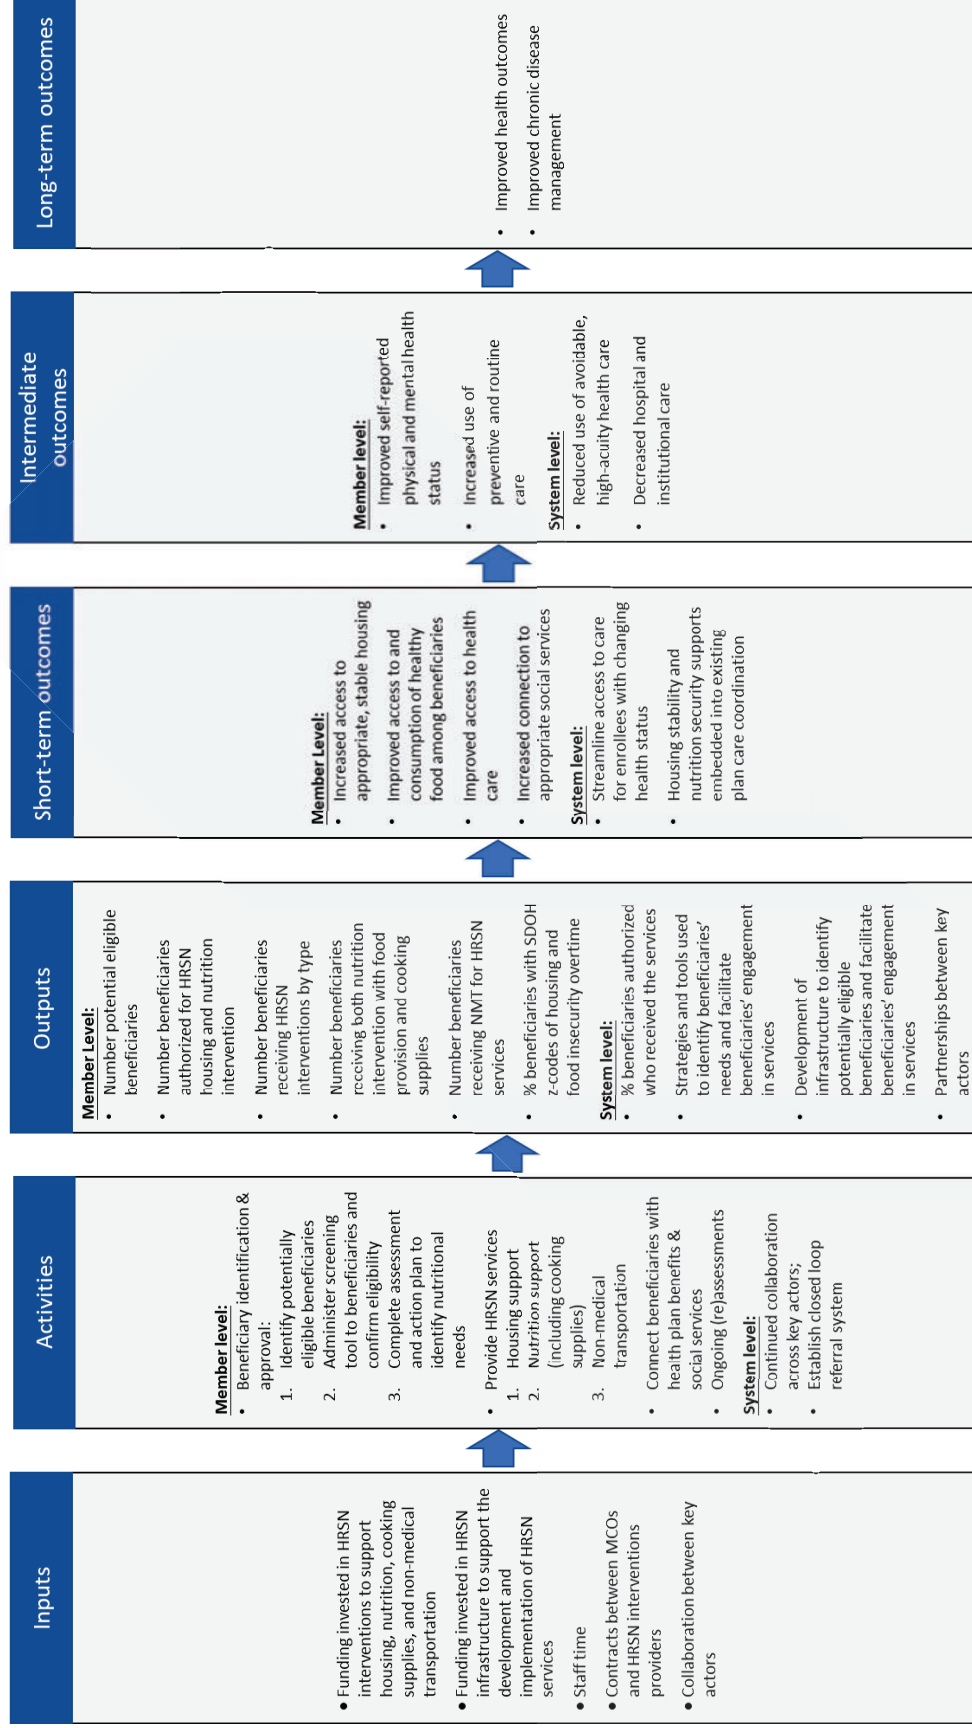 Inputs
● Funding invested in HRSN
interventions to support
housing, nutrition, cooking
supplies, and non-medical
transportation
● Funding invested in HRSN
infrastructure to support the
development and
implementation of HRSN
services
● Staff time
● Contracts between MCOs
and HRSN interventions
providers
● Collaboration between key
actors
Activities
Member level:
• Beneficiary identification &
approval:
1. Identify potentially
eligible beneficiaries
2. Administer screening
tool to beneficiaries and
confirm eligibility
3. Complete assessment
and action plan to
identify nutritional
needs
• Provide HRSN services
1. Housing support
2. Nutrition support
(including cooking
supplies)
3. Non-medical
transportation
• Connect beneficiaries with
health plan benefits &
social services
• Ongoing (re)assessments
System level:
• Continued collaboration
across key actors;
• Establish closed loop
referral system
Outputs
Member Level:
• Number potential eligible
beneficiaries
• Number beneficiaries
authorized for HRSN
housing and nutrition
intervention
• Number beneficiaries
receiving HRSN
interventions by type
• Number beneficiaries
receiving both nutrition
intervention with food
provision and cooking
supplies
• Number beneficiaries
receiving NMT for HRSN
services
• % beneficiaries with SDOH
z-codes of housing and
food insecurity overtime
System level:
• % beneficiaries authorized
who received the services
• Strategies and tools used
to identify beneficiaries’
needs and facilitate
beneficiaries’ engagement
in services
• Development of
infrastructure to identify
potentially eligible
beneficiaries and facilitate
beneficiaries’ engagement
in services
• Partnerships between key
actors
Short-term outcomes
Member Level:
• Increased access to
appropriate, stable housing
• Improved access to and
consumption of healthy
food among beneficiaries
• Improved access to health
care
• Increased connection to
appropriate social services
System level:
• Streamline access to care
for enrollees with changing
health status
• Housing stability and
nutrition security supports
embedded into existing
plan care coordination
Intermediate
outcomes
Member level:
• Improved self-reported
physical and mental health
status
• Increased use of
preventive and routine
care
System level:
• Reduced use of avoidable,
high-acuity health care
• Decreased hospital and
institutional care
Long-term outcomes
• Improved health outcomes
• Improved chronic disease
management